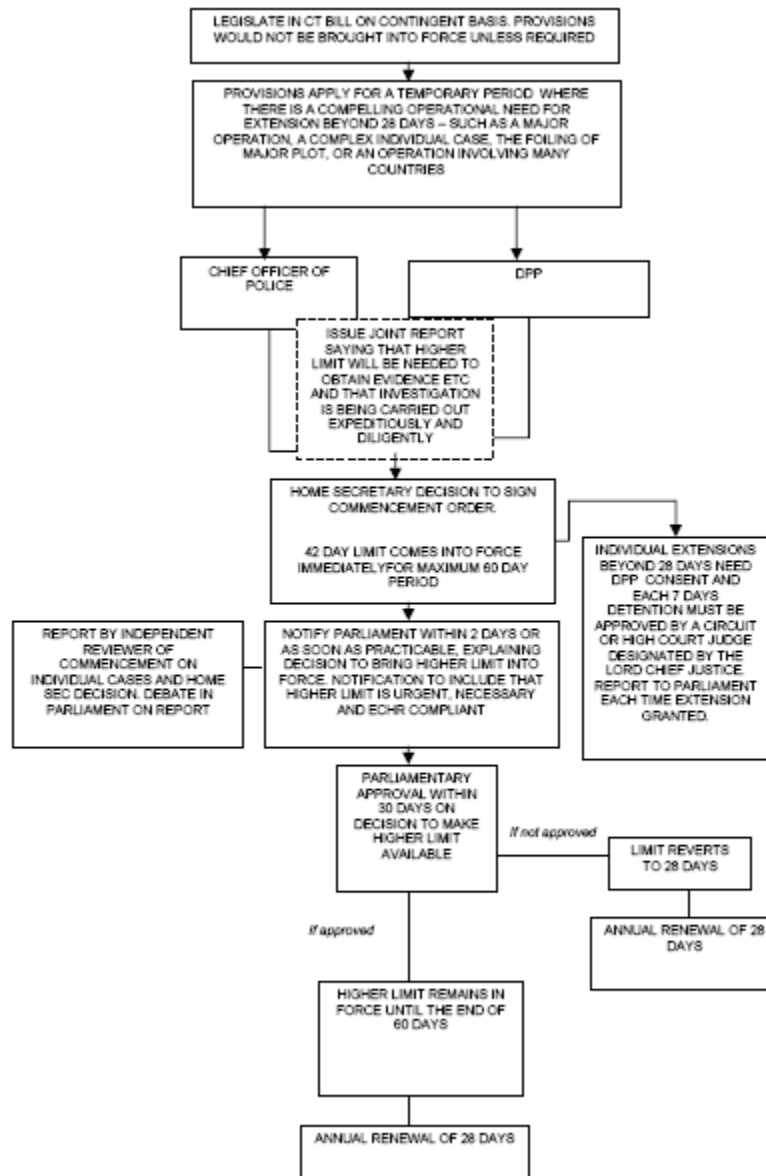 LEGISLATE IN CT BILL ON CONTINGENT BASIS. PROVISIONS
WOULD NOT BE BROUGHT INTO FORCE UNLESS REQUIRED
PROVISIONS APPLY FOR A TEMPORARY PERIOD WHERE
THERE IS A COMPELLING OPERATIONAL NEED FOR
EXTENSION BEYOND 28 DAYS – SUCH AS A MAJOR
OPERATION, A COMPLEX INDIVIDUAL CASE, THE FOILING OF
MAJOR PLOT, OR AN OPERATION INVOLVING MANY
COUNTRIES
CHIEF OFFICER OF
POLICE
DPP
ISSUE JOINT REPORT
SAYING THAT HIGHER
LIMIT WILL BE NEEDED TO
OBTAIN EVIDENCE ETC
AND THAT INVESTIGATION
IS BEING CARRIED OUT
EXPEDITIOUSLY AND
DILIGENTLY
HOME SECRETARY DECISION TO SIGN
COMMENCEMENT ORDER.
42 DAY LIMIT COMES INTO FORCE
IMMEDIATELYFOR MAXIMUM 60 DAY
PERIOD
INDIVIDUAL EXTENSIONS
BEYOND 28 DAYS NEED
DPP CONSENT AND
EACH 7 DAYS
DETENTION MUST BE
APPROVED BY A CIRCUIT
OR HIGH COURT JUDGE
DESIGNATED BY THE
LORD CHIEF JUSTICE.
REPORT TO PARLIAMENT
EACH TIME EXTENSION
GRANTED.
REPORT BY INDEPENDENT
REVIEWER OF
COMMENCEMENT ON
INDIVIDUAL CASES AND HOME
SEC DECISION. DEBATE IN
PARLIAMENT ON REPORT
NOTIFY PARLIAMENT WITHIN 2 DAYS OR
AS SOON AS PRACTICABLE, EXPLAINING
DECISION TO BRING HIGHER LIMIT INTO
FORCE. NOTIFICATION TO INCLUDE THAT
HIGHER LIMIT IS URGENT, NECESSARY
AND ECHR COMPLIANT
PARLIAMENTARY
APPROVAL WITHIN
30 DAYS ON
DECISION TO MAKE
HIGHER LIMIT
AVAILABLE
If not approved
LIMIT REVERTS
TO 28 DAYS
ANNUAL RENEWAL OF 28
DAYS
If approved
HIGHER LIMIT REMAINS IN
FORCE UNTIL THE END OF
60 DAYS
ANNUAL RENEWAL OF 28 DAYS